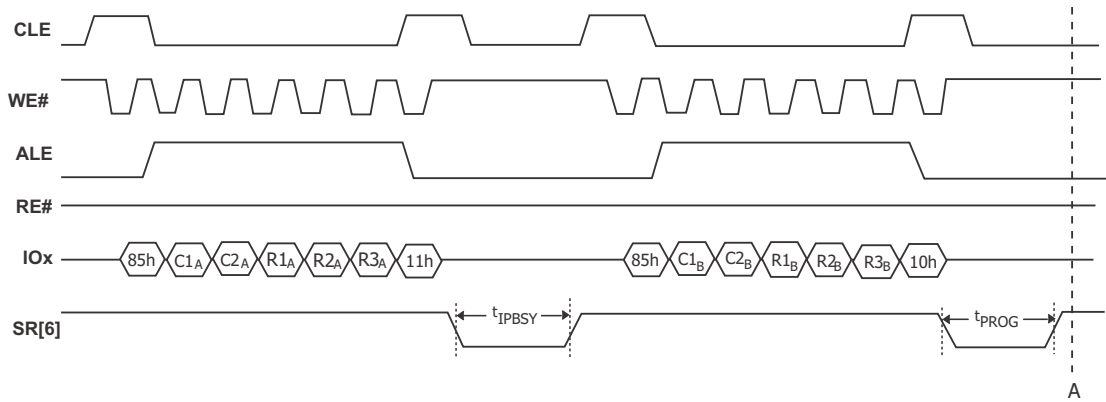 CLE
WE#
ALE
RE#
IOx 85h C1A C2A R1A R2A R3A 11h 85h C1B C2B R1B R2B R3B 10h
SR[6] tIPBSY tPROG
A